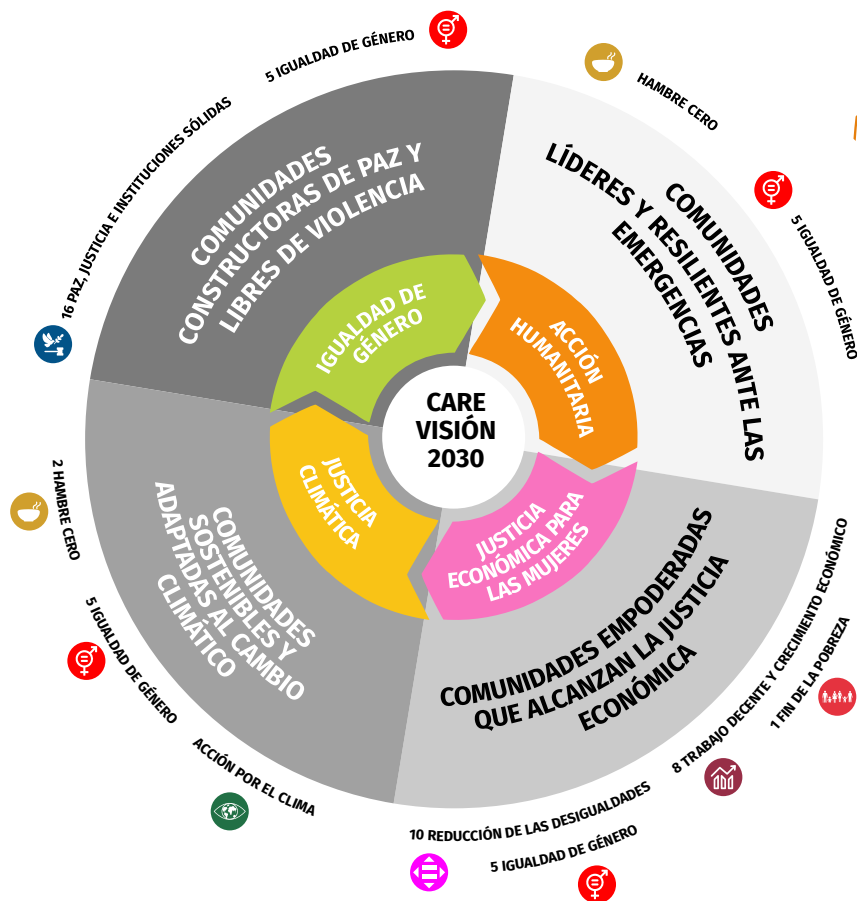 5 IGUALDAD DE GÉNERO
16 PAZ, JUSTICIA E INSTITUCIONES SÓLIDAS
COMUNIDADES
CONSTRUCTORAS DE PAZ Y
LIBRES DE VIOLENCIA
IGUALDAD DE
GÉNERO
HAMBRE CERO
5 IGUALDAD DE GÉNERO
COMUNIDADES
LÍDERES Y RESILIENTES ANTE LAS
EMERGENCIAS
ACCIÓN
HUMANITARIA
CARE
VISIÓN
2030
2 HAMBRE CERO
5 IGUALDAD DE GÉNERO
ACCIÓN POR EL CLIMA
COMUNIDADES
SOSTENIBLES Y
ADAPTADAS AL CAMBIO
CLIMÁTICO
JUSTICIA
CLIMÁTICA
JUSTICIA
ECONÓMICA PARA
LAS MUJERES
COMUNIDADES EMPODERADAS
QUE ALCANZAN LA JUSTICIA
ECONÓMICA
8 TRABAJO DECENTE Y CRECIMIENTO ECONÓMICO
1 FIN DE LA POBREZA
10 REDUCCIÓN DE LAS DESIGUALDADES
5 IGUALDAD DE GÉNERO